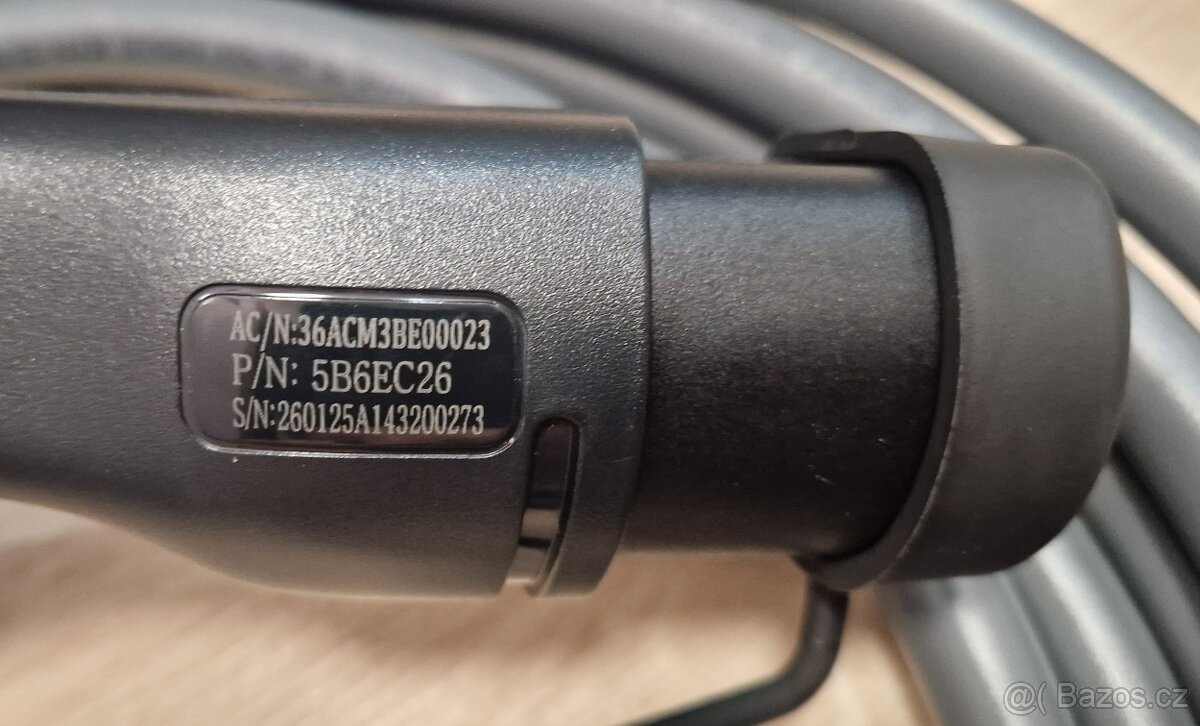 AC/N:36ACM3BE00023
P/N: 5B6EC26
S/N:260125A143200273
@( Bazos.cz